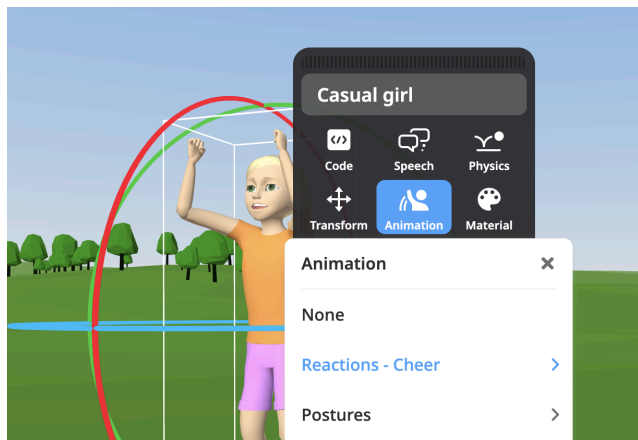 Casual girl
Code Speech Physics
Transform Animation Material
Animation
None
Reactions - Cheer
Postures